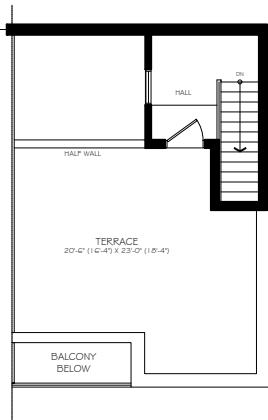 DN
HALL
HALF WALL
TERRACE
20'-6" (16'-4") X 23'-0" (18'-4")
BALCONY
BELOW